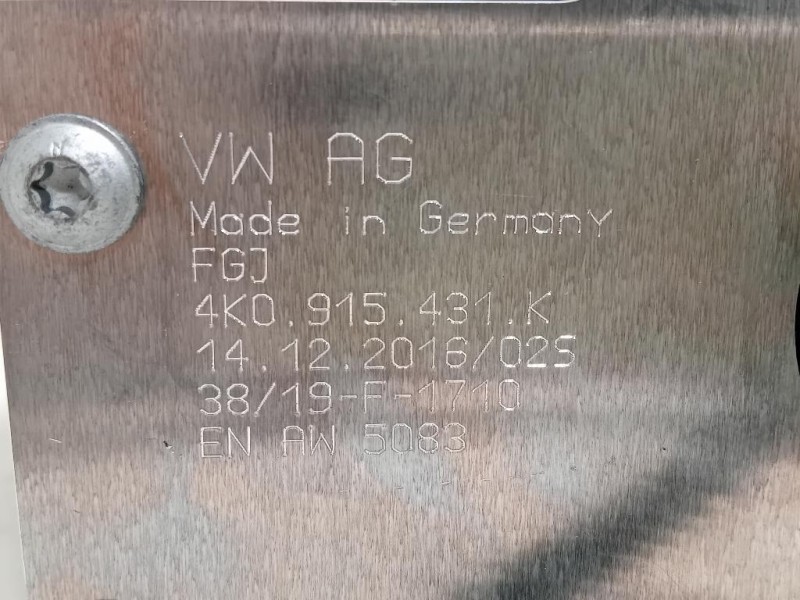 VW AG
Made in Germany
FGJ
4K0.915.431.K
14.12.2016/02S
38/19-F-1710
EN AW 5083